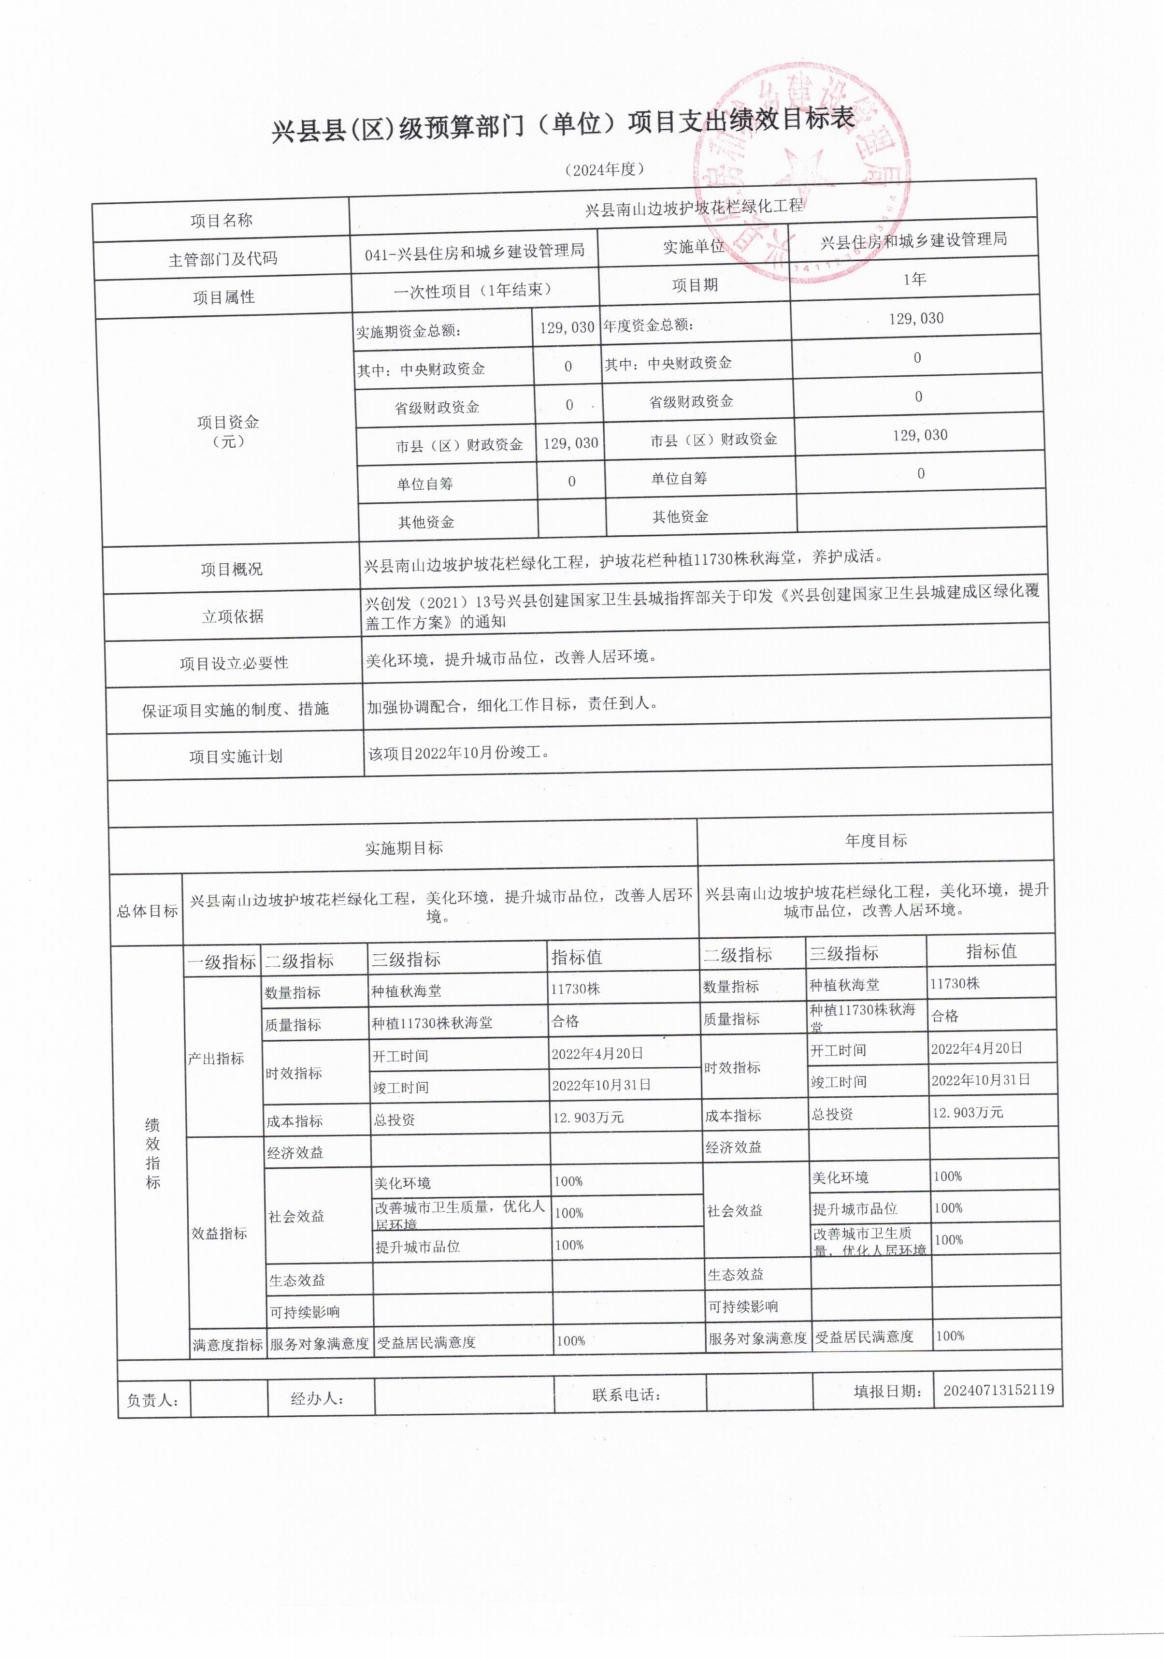 兴县县(区)级预算部门（单位）项目支出绩效目标表
（2024年度）
项目名称 兴县南山边坡护坡花栏绿化工程
主管部门及代码 041-兴县住房和城乡建设管理局 实施单位 兴县住房和城乡建设管理局
项目属性 一次性项目（1年结束） 项目期 1年
项目资金
（元）
实施期资金总额： 129,030 年度资金总额： 129,030
其中：中央财政资金 0 其中：中央财政资金 0
省级财政资金 0 省级财政资金 0
市县（区）财政资金 129,030 市县（区）财政资金 129,030
单位自筹 0 单位自筹 0
其他资金 其他资金
项目概况 兴县南山边坡护坡花栏绿化工程，护坡花栏种植11730株秋海堂，养护成活。
立项依据 兴创发（2021）13号兴县创建国家卫生县城指挥部关于印发《兴县创建国家卫生县城建成区绿化覆
盖工作方案》的通知
项目设立必要性 美化环境，提升城市品位，改善人居环境。
保证项目实施的制度、措施 加强协调配合，细化工作目标，责任到人。
项目实施计划 该项目2022年10月份竣工。
实施期目标 年度目标
总体目标 兴县南山边坡护坡花栏绿化工程，美化环境，提升城市品位，改善人居环
境。
兴县南山边坡护坡花栏绿化工程，美化环境，提升
城市品位，改善人居环境。
绩效指标
一级指标 二级指标 三级指标 指标值 二级指标 三级指标 指标值
产出指标
数量指标 种植秋海堂 11730株 数量指标 种植秋海堂 11730株
质量指标 种植11730株秋海堂 合格 质量指标 种植11730株秋海
堂 合格
时效指标 开工时间 2022年4月20日 时效指标 开工时间 2022年4月20日
竣工时间 2022年10月31日 竣工时间 2022年10月31日
成本指标 总投资 12.903万元 成本指标 总投资 12.903万元
效益指标
经济效益 经济效益
社会效益 美化环境 100% 社会效益 美化环境 100%
改善城市卫生质量，优化人
居环境 100% 提升城市品位 100%
提升城市品位 100% 改善城市卫生质
量，优化人居环境 100%
生态效益 生态效益
可持续影响 可持续影响
满意度指标 服务对象满意度 受益居民满意度 100% 服务对象满意度 受益居民满意度 100%
负责人： 经办人： 联系电话： 填报日期： 20240713152119